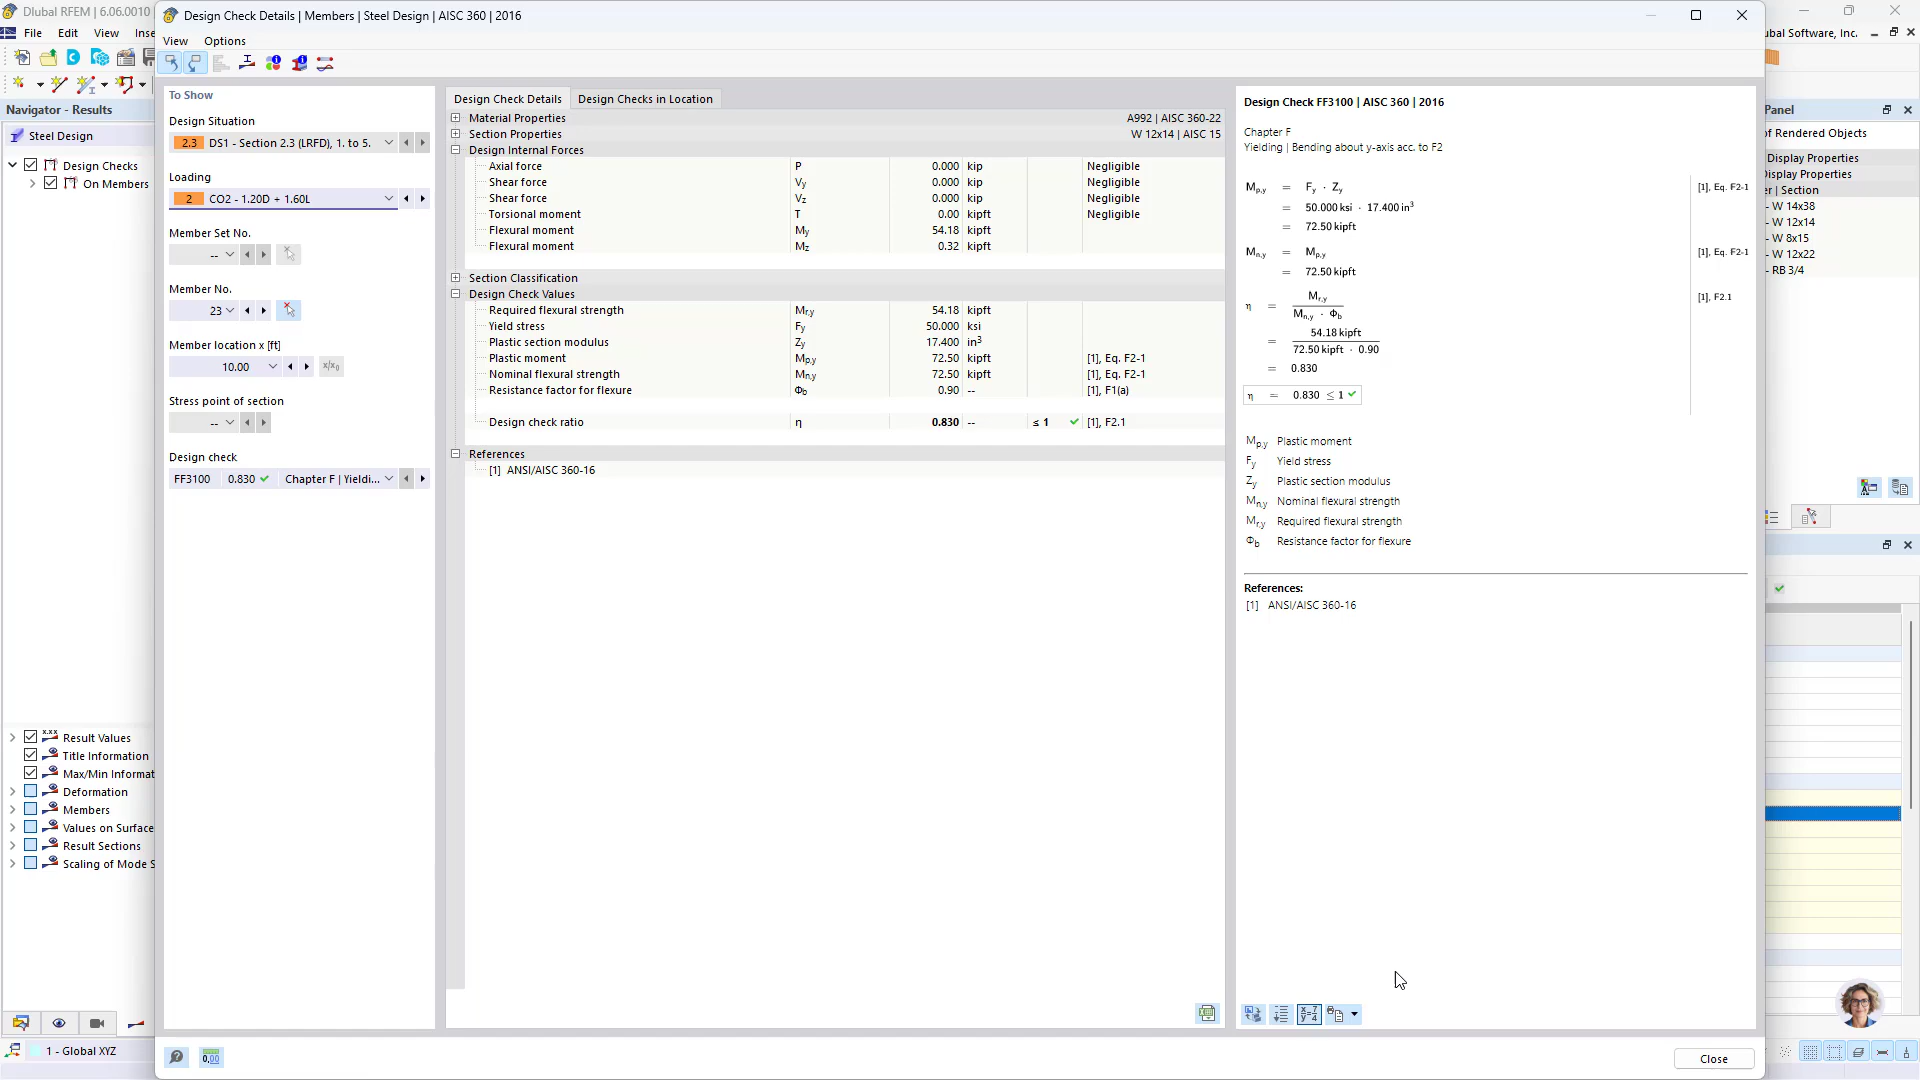 Dlubal RFEM | 6.06.0010
Design Check Details | Members | Steel Design | AISC 360 | 2016
File Edit View Inse
View Options
ubal Software, Inc.
Navigator - Results
Steel Design
Design Checks
On Members
Result Values
Title Information
Max/Min Informat
Deformation
Members
Values on Surface
Result Sections
Scaling of Mode S
1 - Global XYZ
To Show
Design Situation
2.3 DS1 - Section 2.3 (LRFD), 1. to 5.
Loading
2 CO2 - 1.20D + 1.60L
Member Set No.
--
Member No.
23
Member location x [ft]
10.00 x/x₀
Stress point of section
--
Design check
FF3100 0.830 Chapter F | Yieldi...
Design Check Details Design Checks in Location
Material Properties A992 | AISC 360-22
Section Properties W 12x14 | AISC 15
Design Internal Forces
Axial force P 0.000 kip Negligible
Shear force Vy 0.000 kip Negligible
Shear force Vz 0.000 kip Negligible
Torsional moment T 0.00 kipft Negligible
Flexural moment My 54.18 kipft
Flexural moment Mz 0.32 kipft
Section Classification
Design Check Values
Required flexural strength Mr,y 54.18 kipft
Yield stress Fy 50.000 ksi
Plastic section modulus Zy 17.400 in³
Plastic moment Mp,y 72.50 kipft [1], Eq. F2-1
Nominal flexural strength Mn,y 72.50 kipft [1], Eq. F2-1
Resistance factor for flexure Φb 0.90 -- [1], F1(a)
Design check ratio η 0.830 -- ≤ 1 ✔ [1], F2.1
References
[1] ANSI/AISC 360-16
Design Check FF3100 | AISC 360 | 2016
Chapter F
Yielding | Bending about y-axis acc. to F2
Mp,y = Fy · Zy [1], Eq. F2-1
= 50.000 ksi · 17.400 in³
= 72.50 kipft
Mn,y = Mp,y [1], Eq. F2-1
= 72.50 kipft
η = Mr,y / Mn,y · Φb [1], F2.1
= 54.18 kipft / 72.50 kipft · 0.90
= 0.830
η = 0.830 ≤ 1 ✔
Mp,y Plastic moment
Fy Yield stress
Zy Plastic section modulus
Mn,y Nominal flexural strength
Mr,y Required flexural strength
Φb Resistance factor for flexure
References:
[1] ANSI/AISC 360-16
Close
Panel
of Rendered Objects
Display Properties
Display Properties
er | Section
- W 14x38
- W 12x14
- W 8x15
- W 12x22
- RB 3/4